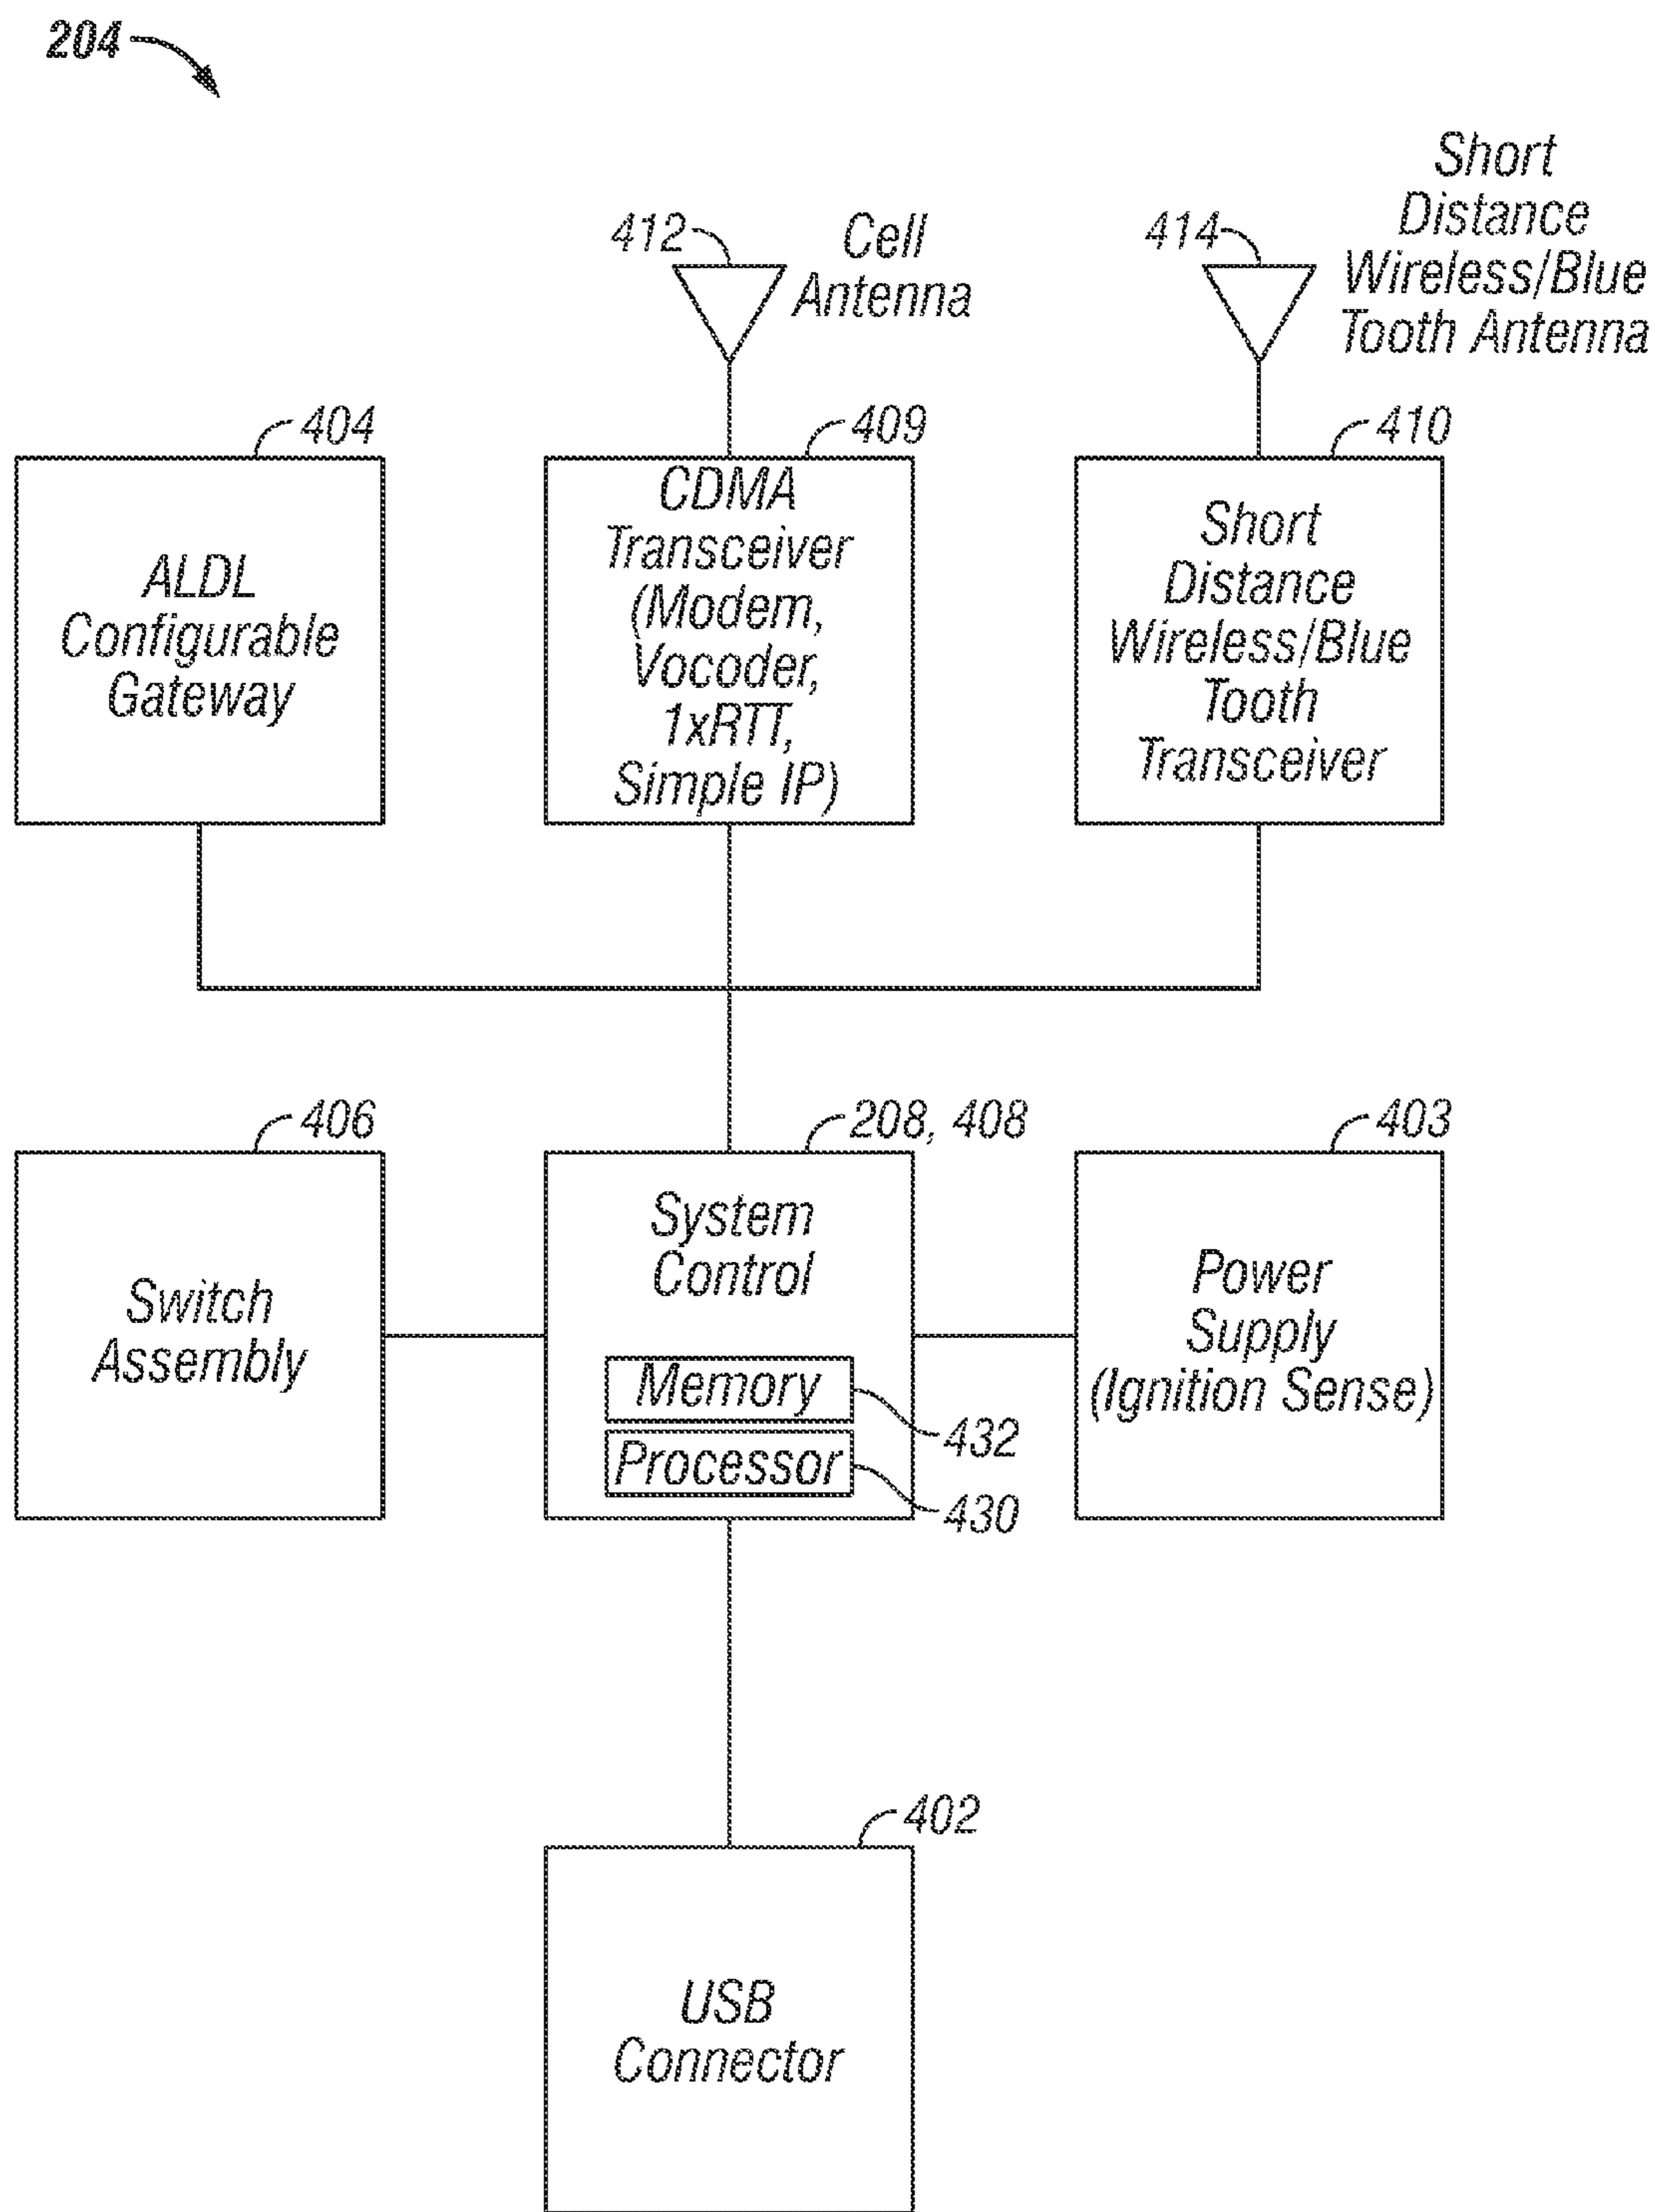 204
412
Cell
Antenna
414
Short
Distance
Wireless/Blue
Tooth Antenna
404
ALDL
Configurable
Gateway
409
CDMA
Transceiver
(Modem,
Vocoder,
1xRTT,
Simple IP)
410
Short
Distance
Wireless/Blue
Tooth
Transceiver
406
Switch
Assembly
208, 408
System
Control
Memory
432
Processor
430
403
Power
Supply
(Ignition Sense)
402
USB
Connector